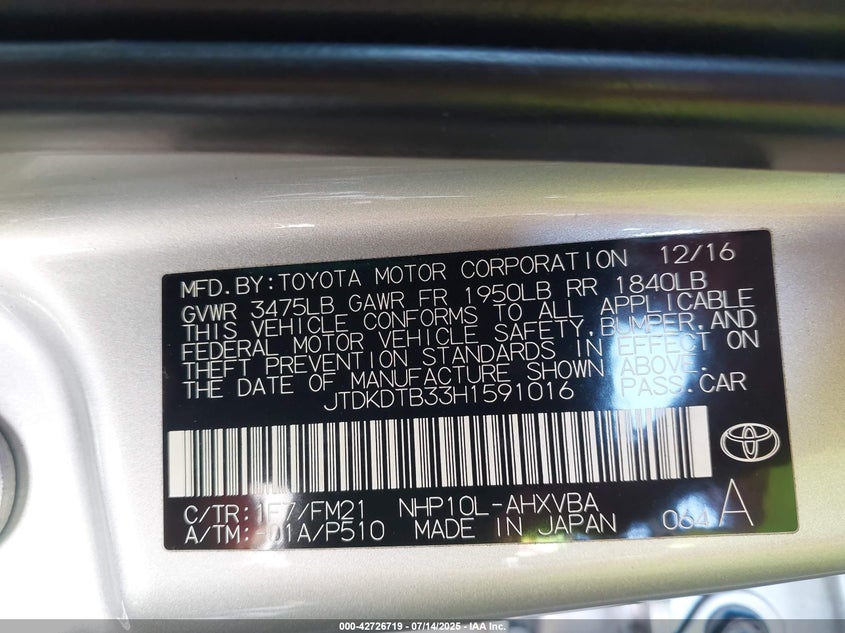 MFD. BY: TOYOTA MOTOR CORPORATION 12/16
GVWR 3475LB GAWR FR 1950LB RR 1840LB
THIS VEHICLE CONFORMS TO ALL APPLICABLE
FEDERAL MOTOR VEHICLE SAFETY, BUMPER, AND
THEFT PREVENTION STANDARDS IN EFFECT ON
THE DATE OF MANUFACTURE SHOWN ABOVE.
JTDKDTB33H1591016 PASS. CAR
C/TR: 1F7/FM21 NHP10L-AHXVBA
A/TM: -01A/P510 MADE IN JAPAN 064 A
000-42726719 - 07/14/2025 - IAA Inc.